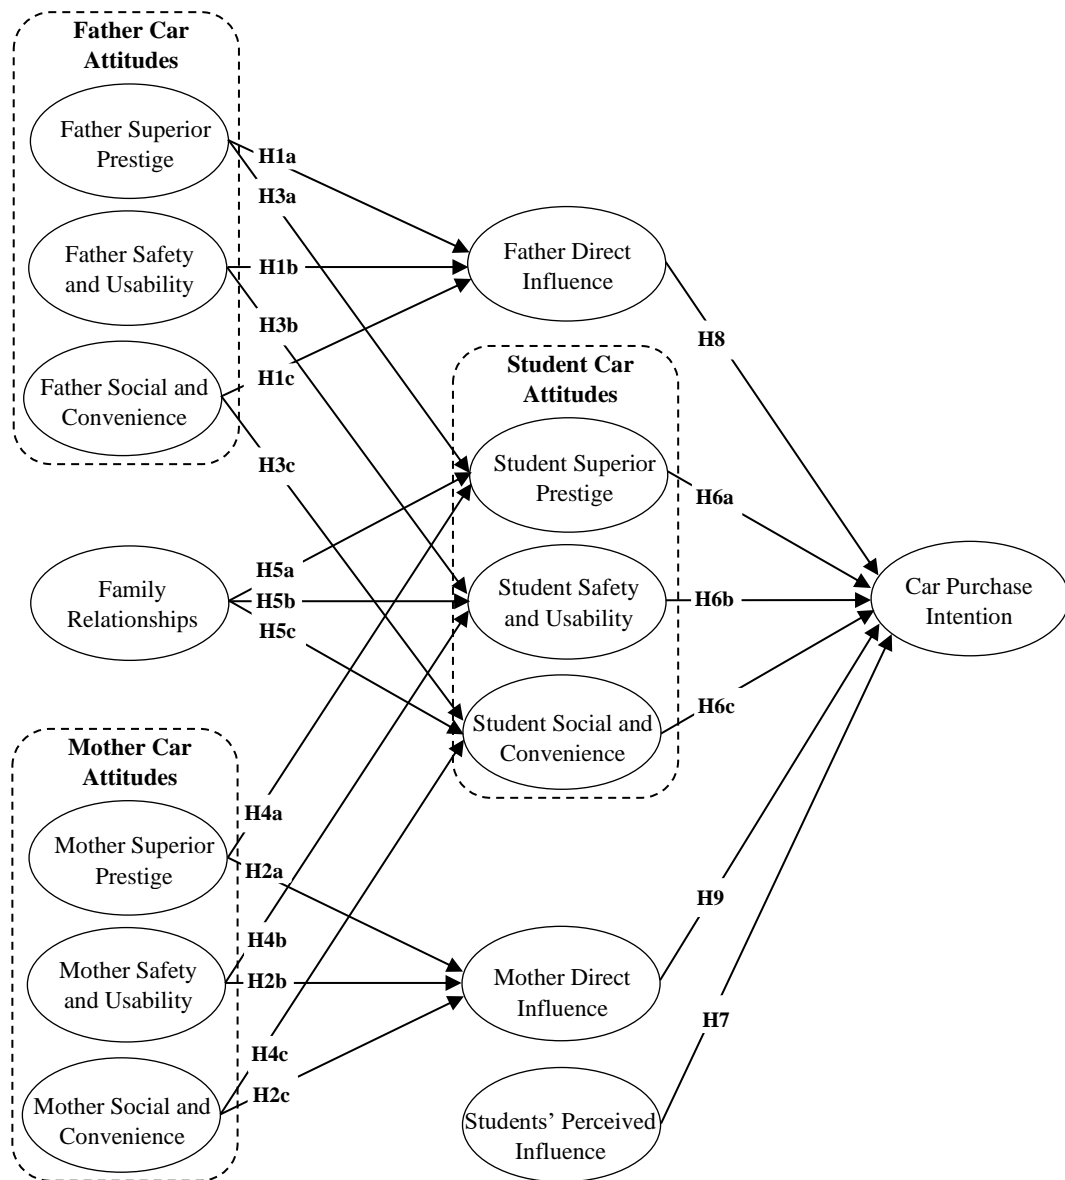 Father Car
Attitudes
Father Superior
Prestige
H1a
H3a
Father Safety
and Usability
H1b
Father Direct
Influence
H3b
H8
Father Social and
Convenience
H1c
Student Car
Attitudes
H3c
Student Superior
Prestige
H6a
Family
Relationships
H5a
H5b
H5c
Student Safety
and Usability
H6b
Car Purchase
Intention
Student Social and
Convenience
H6c
Mother Car
Attitudes
H4a
Mother Superior
Prestige
H2a
H9
H4b
Mother Safety
and Usability
H2b
Mother Direct
Influence
H7
H4c
H2c
Mother Social and
Convenience
Students’ Perceived
Influence